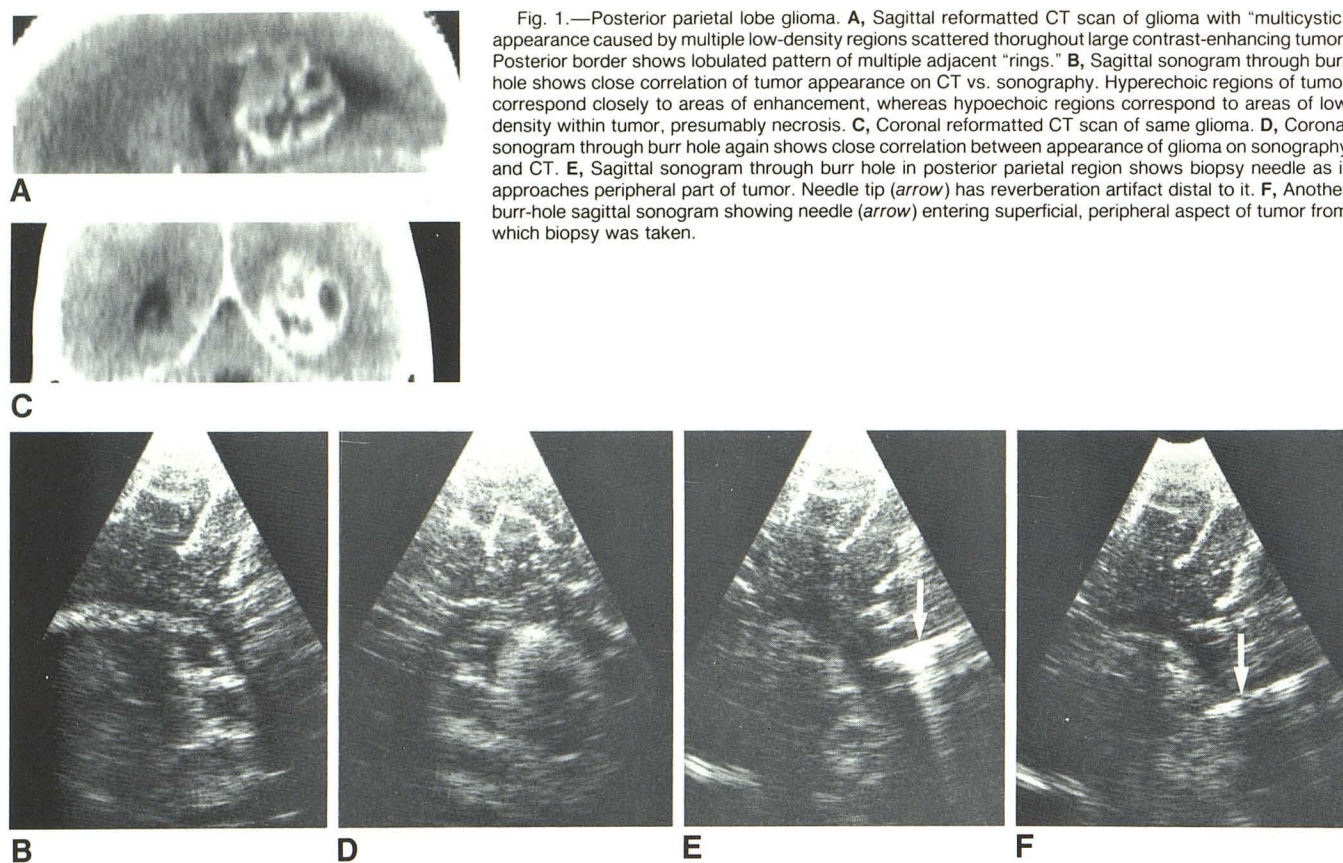 Fig. 1.—Posterior parietal lobe glioma. A, Sagittal reformatted CT scan of glioma with "multicystic
appearance caused by multiple low-density regions scattered thorughout large contrast-enhancing tumor
Posterior border shows lobulated pattern of multiple adjacent "rings." B, Sagittal sonogram through bur
hole shows close correlation of tumor appearance on CT vs. sonography. Hyperechoic regions of tumo
correspond closely to areas of enhancement, whereas hypoechoic regions correspond to areas of low
density within tumor, presumably necrosis. C, Coronal reformatted CT scan of same glioma. D, Corona
sonogram through burr hole again shows close correlation between appearance of glioma on sonography
and CT. E, Sagittal sonogram through burr hole in posterior parietal region shows biopsy needle as i
approaches peripheral part of tumor. Needle tip (arrow) has reverberation artifact distal to it. F, Anothe
burr-hole sagittal sonogram showing needle (arrow) entering superficial, peripheral aspect of tumor from
which biopsy was taken.
A
C
B
D
E
F